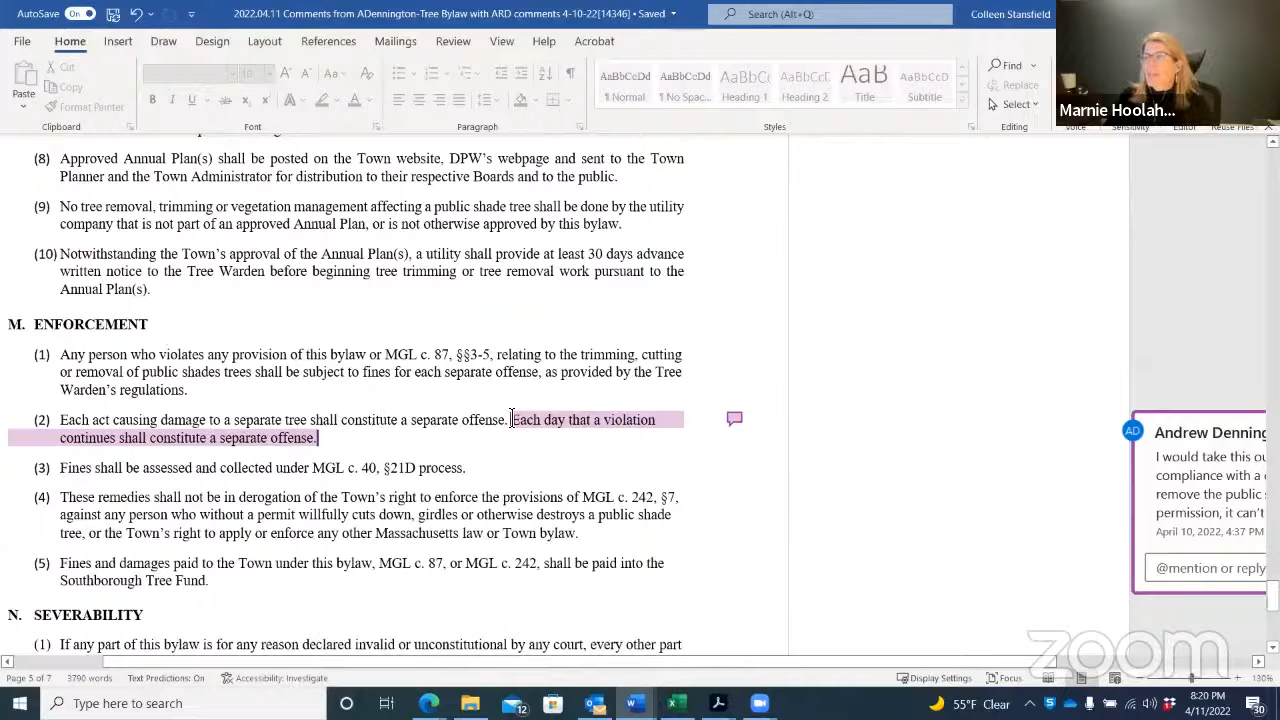 2022.04.11 Southborough Tree Bylaw with ARD comments 4-10-22(14346) • Saved
Search (Alt+Q)
Colleen Stansfield
File Home Insert Draw Design Layout References Mailings Review View Help Acrobat
Cut
Copy
Format Painter
Paste
AaBbCcDd AaBbCcDd AaBbCc AaBbCcC AaB AaBbCcD
¶ Normal ¶ No Spac... Heading 1 Heading 2 Title Subtitle
Find
Replace
Select
Clipboard Font Paragraph Styles Editing Voice Sensitivity Editor Reuse Files
Marnie Hoolah...
(8) Approved Annual Plan(s) shall be posted on the Town website, DPW's webpage and sent to the Town
Planner and the Town Administrator for distribution to their respective Boards and to the public.
(9) No tree removal, trimming or vegetation management affecting a public shade tree shall be done by the utility
company that is not part of an approved Annual Plan, or is not otherwise approved by this bylaw.
(10) Notwithstanding the Town's approval of the Annual Plan(s), a utility shall provide at least 30 days advance
written notice to the Tree Warden before beginning tree trimming or tree removal work pursuant to the
Annual Plan(s).
M. ENFORCEMENT
(1) Any person who violates any provision of this bylaw or MGL c. 87, §§3-5, relating to the trimming, cutting
or removal of public shades trees shall be subject to fines for each separate offense, as provided by the Tree
Warden's regulations.
(2) Each act causing damage to a separate tree shall constitute a separate offense. Each day that a violation
continues shall constitute a separate offense.
(3) Fines shall be assessed and collected under MGL c. 40, §21D process.
(4) These remedies shall not be in derogation of the Town's right to enforce the provisions of MGL c. 242, §7,
against any person who without a permit willfully cuts down, girdles or otherwise destroys a public shade
tree, or the Town's right to apply or enforce any other Massachusetts law or Town bylaw.
(5) Fines and damages paid to the Town under this bylaw, MGL c. 87, or MGL c. 242, shall be paid into the
Southborough Tree Fund.
N. SEVERABILITY
(1) If any part of this bylaw is for any reason declared invalid or unconstitutional by any court, every other part
AD Andrew Denning
I would take this ou
compliance with a
remove the public s
permission, it can't
April 10, 2022, 4:37 PM
@mention or reply
zoom
Page 5 of 7 3790 words Text Predictions: On Accessibility: Investigate
Display Settings Focus 130%
Type here to search
12
55°F Clear
8:20 PM
4/11/2022
30